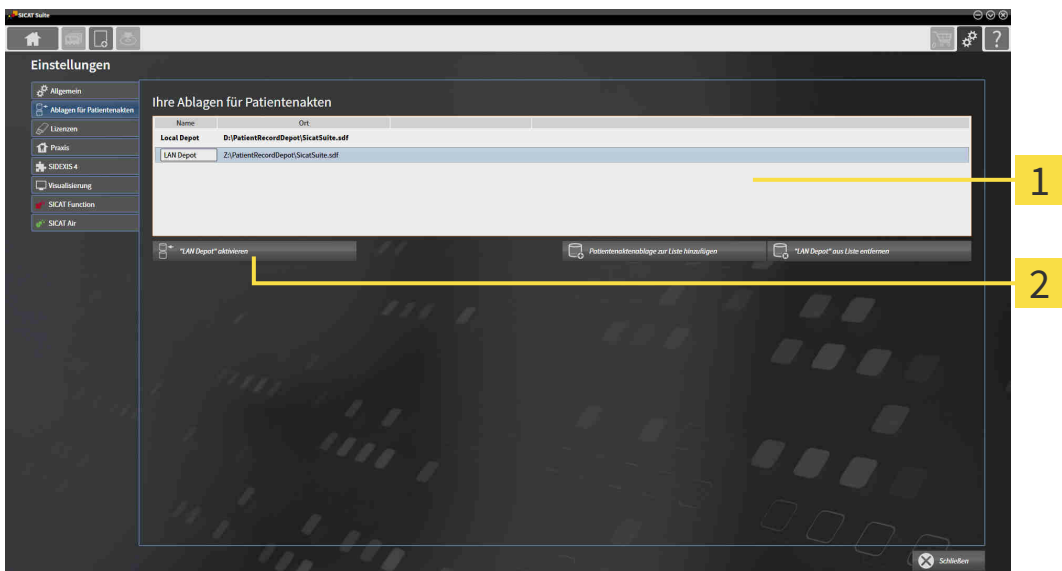 SICAT Suite
?
Einstellungen
Allgemein
Ablagen für Patientenakten
Lizenzen
Praxis
SIDEXIS 4
Visualisierung
SICAT Function
SICAT Air
Ihre Ablagen für Patientenakten
Name Ort
Local Depot D:\PatientRecordDepot\SicatSuite.sdf
LAN Depot Z:\PatientRecordDepot\SicatSuite.sdf
1
"LAN Depot" aktivieren
Patientenaktenablage zur Liste hinzufügen
"LAN Depot" aus Liste entfernen
2
Schließen